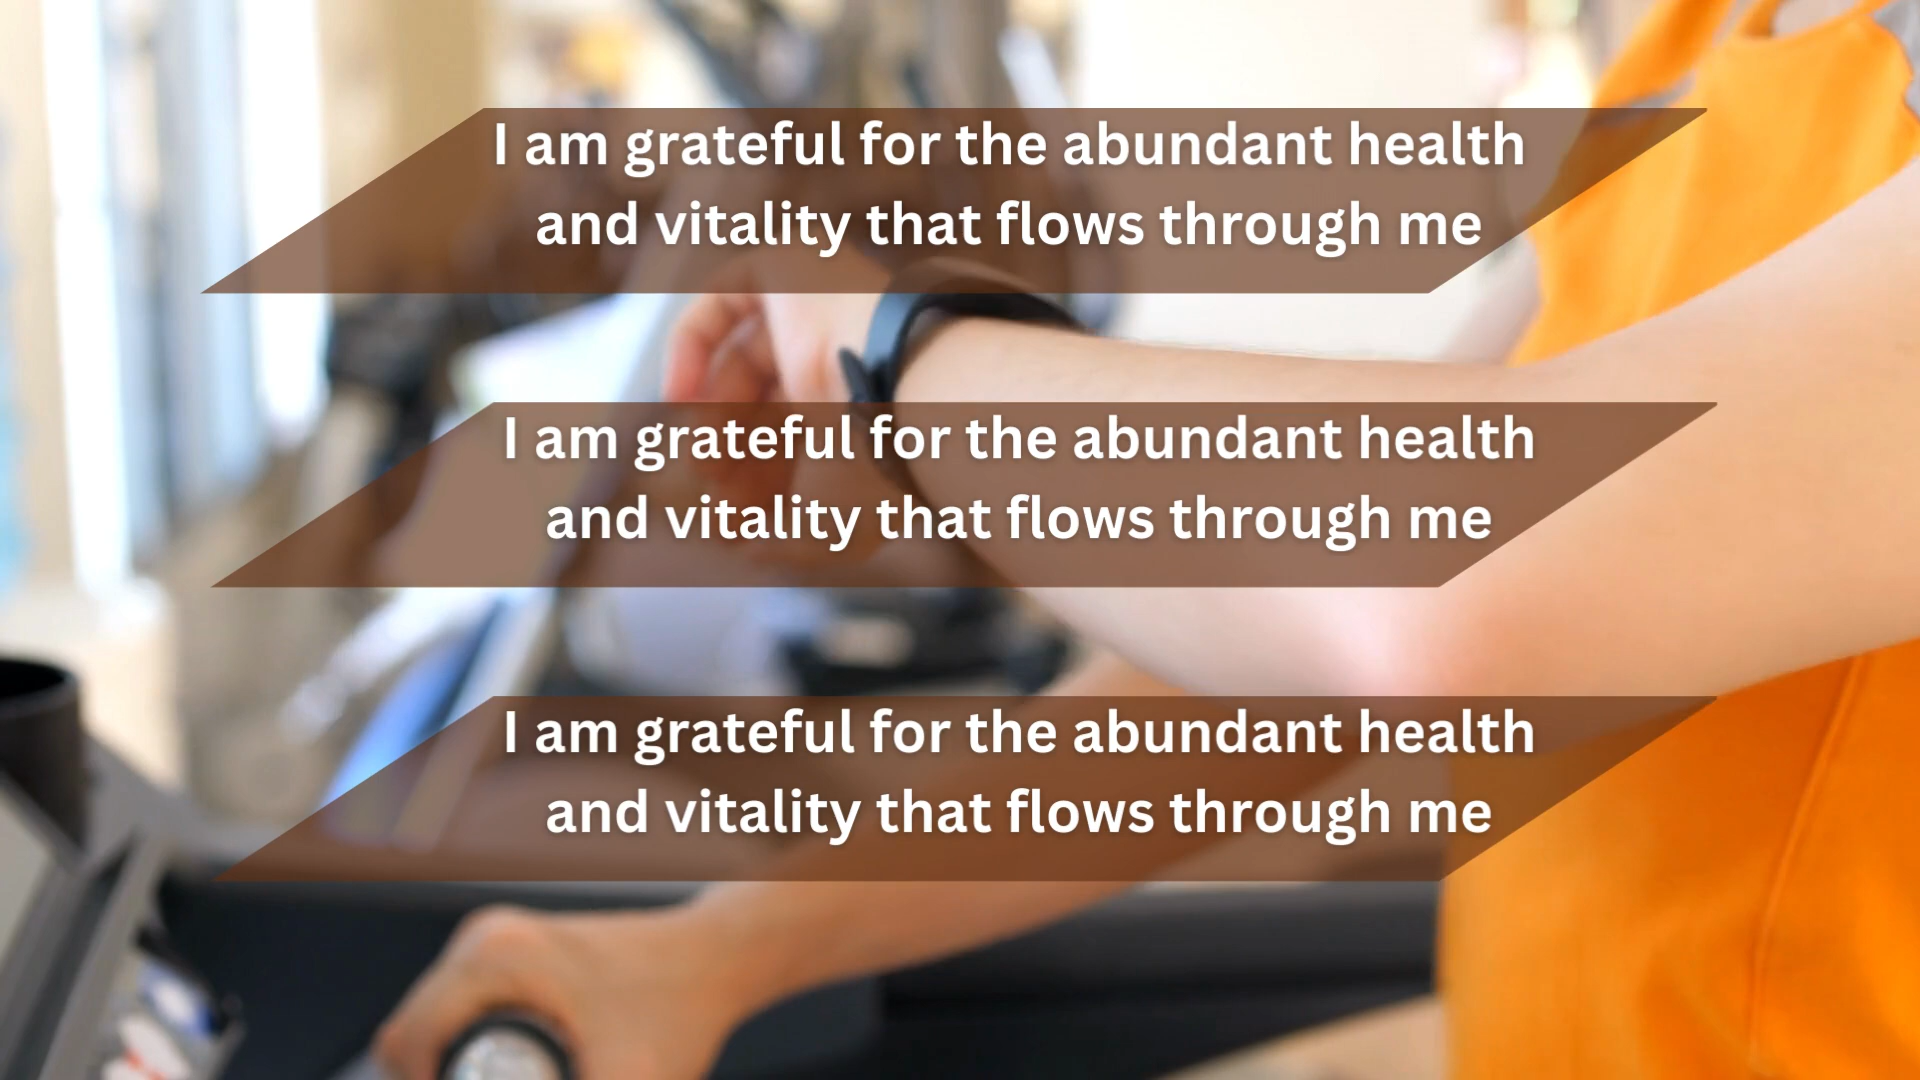 I am grateful for the abundant health
and vitality that flows through me
I am grateful for the abundant health
and vitality that flows through me
I am grateful for the abundant health
and vitality that flows through me